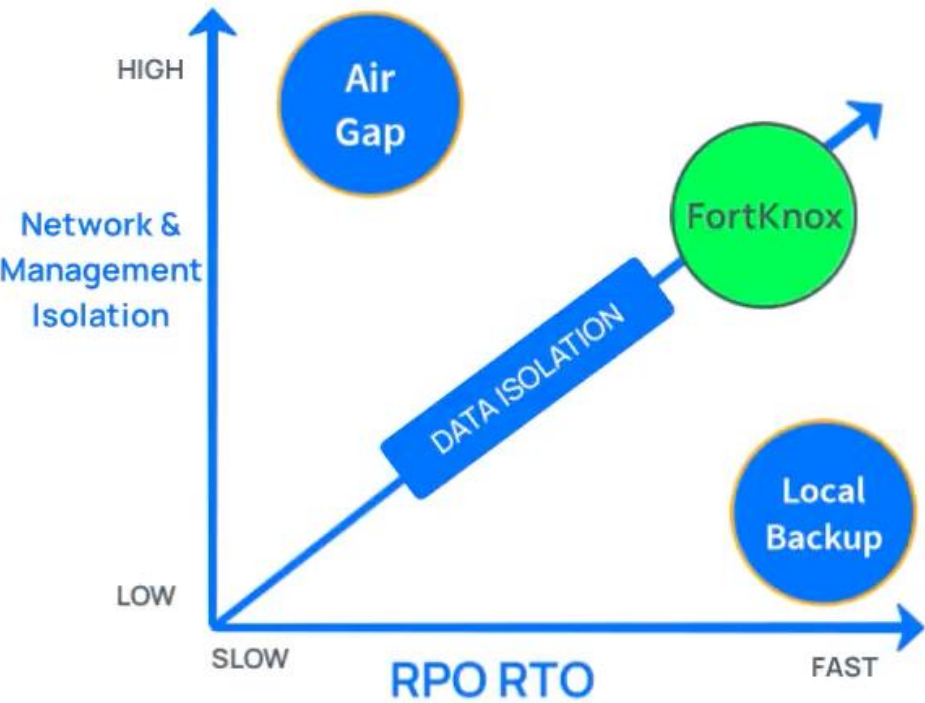 HIGH
Air
Gap
FortKnox
Network &
Management
Isolation
DATA ISOLATION
Local
Backup
LOW
SLOW
RPO RTO
FAST